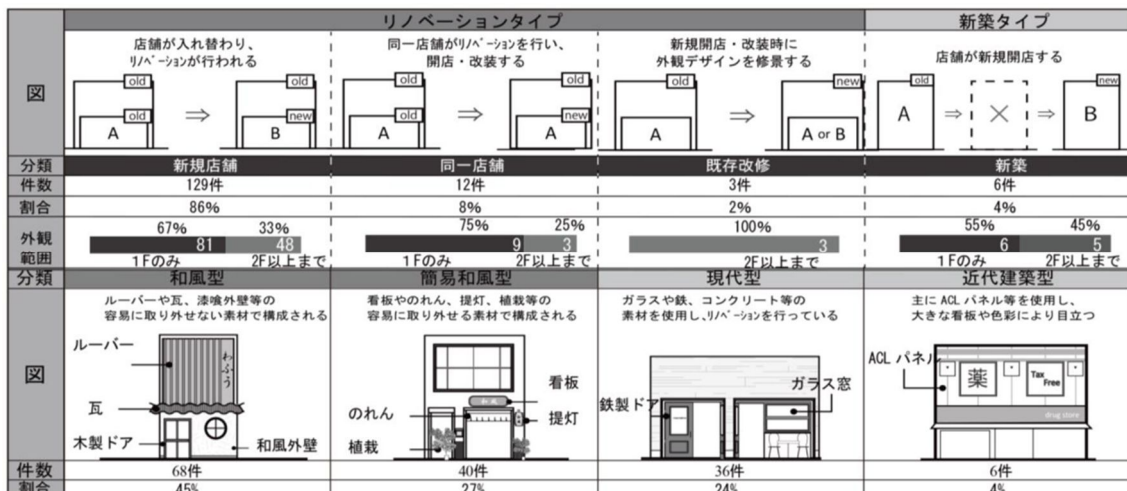 リノベーションタイプ
新築タイプ
図
店舗が入れ替わり、
リノベーションが行われる
同一店舗がリノベーションを行い、
開店・改装する
新規開店・改装時に
外観デザインを修景する
店舗が新規開店する
old
old
A
⇒
old
new
B
old
old
A
⇒
old
new
A
old
A
⇒
new
A or B
old
A
⇒
×
⇒
new
B
分類
新規店舗
同一店舗
既存改修
新築
件数
129件
12件
3件
6件
割合
86%
8%
2%
4%
外観
範囲
67%
33%
81
48
1Fのみ
2F以上まで
75%
25%
9
3
1Fのみ
2F以上まで
100%
3
2F以上まで
55%
45%
6
5
1Fのみ
2F以上まで
分類
和風型
簡易和風型
現代型
近代建築型
図
ルーバーや瓦、漆喰外壁等の
容易に取り外せない素材で構成される
看板やのれん、提灯、植栽等の
容易に取り外せる素材で構成される
ガラスや鉄、コンクリート等の
素材を使用し、リノベーションを行っている
主に ACL パネル等を使用し、
大きな看板や色彩により目立つ
ルーバー
わふう
瓦
木製ドア
和風外壁
看板
のれん
提灯
植栽
ガラス窓
鉄製ドア
ACL パネル
薬
Tax
Free
drug store
件数
68件
40件
36件
6件
割合
45%
27%
24%
4%